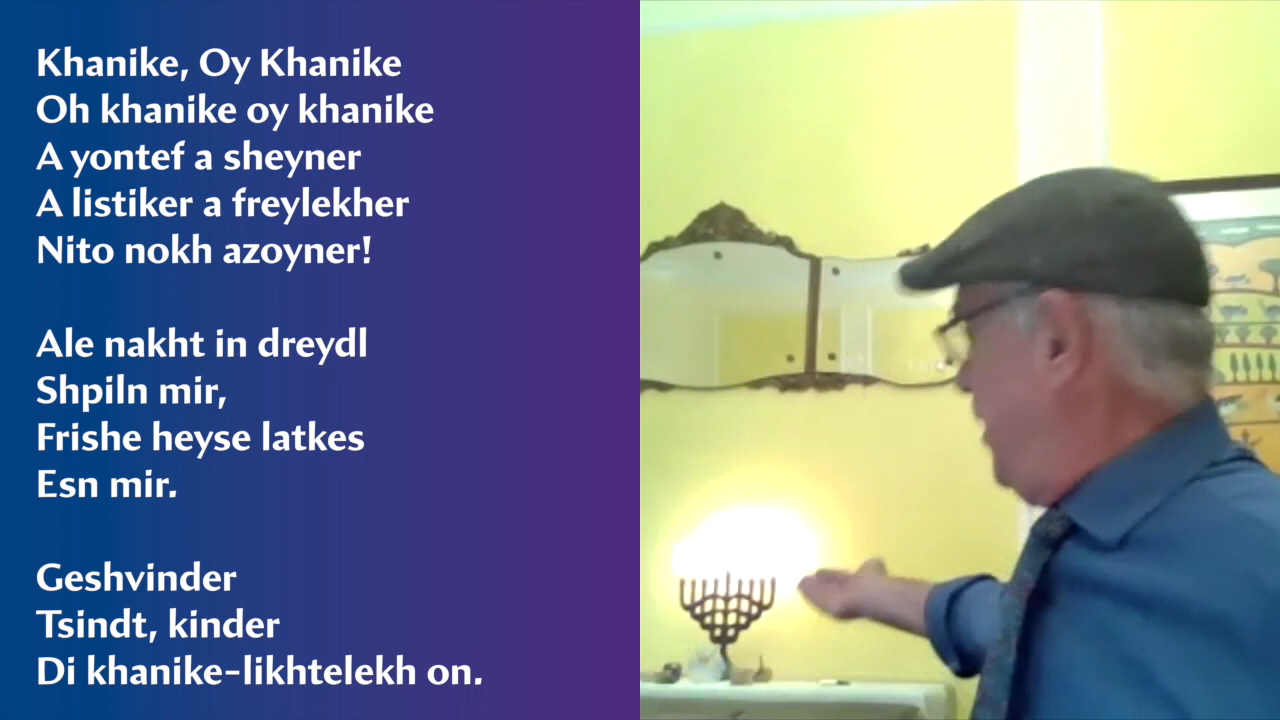 Khanike, Oy Khanike
Oh khanike oy khanike
A yontef a sheyner
A listiker a freylekher
Nito nokh azoyner!
Ale nakht in dreydl
Shpiln mir,
Frishe heyse latkes
Esn mir.
Geshvinder
Tsindt, kinder
Di khanike-likhtelekh on.